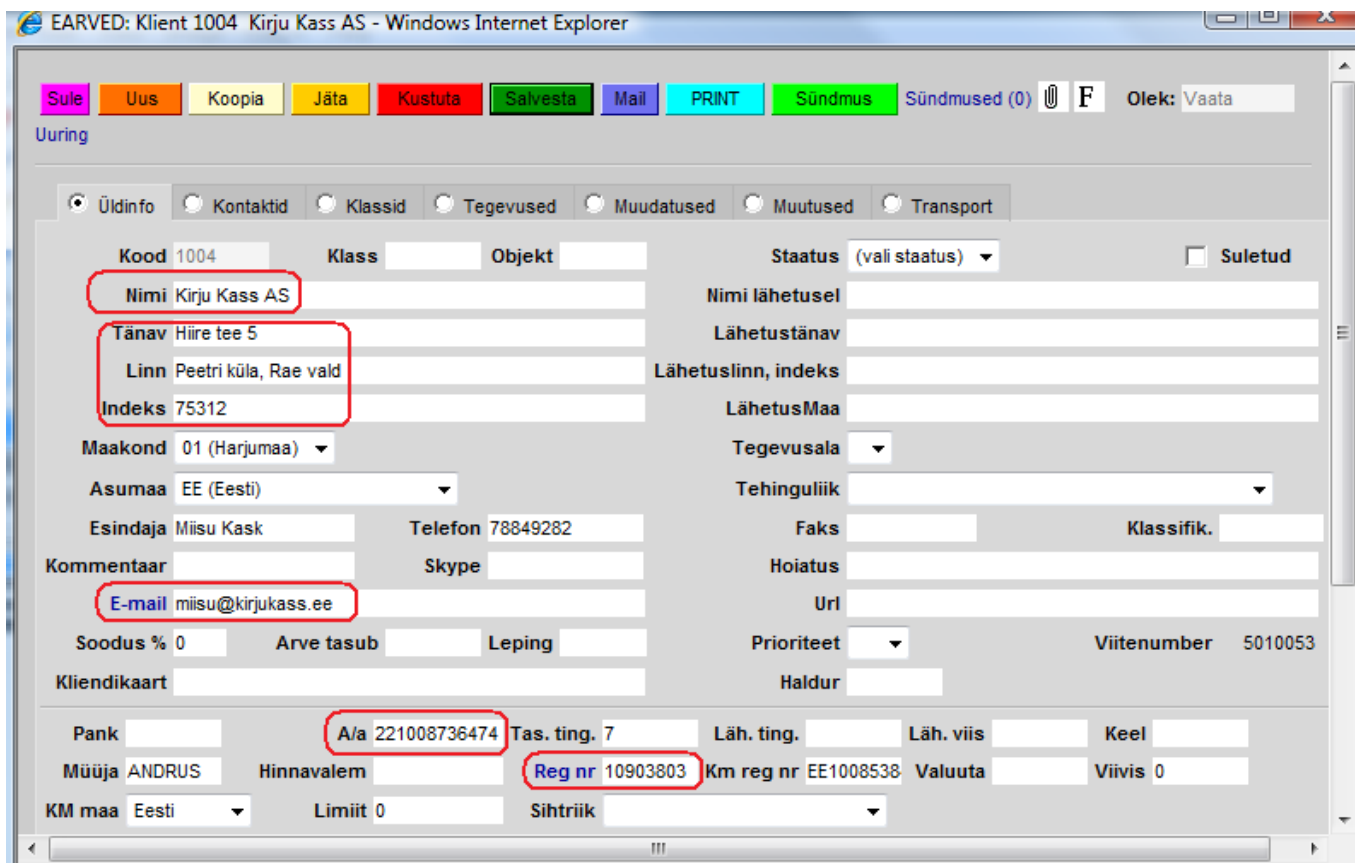 EARVED: Klient 1004 Kirju Kass AS - Windows Internet Explorer
Sule Uus Koopia Jäta Kustuta Salvesta Mail PRINT Sündmus Sündmused (0) F Olek: Vaata
Uuring
Üldinfo Kontaktid Klassid Tegevused Muudatused Muutused Transport
Kood 1004 Klass Objekt Staatus (vali staatus) Suletud
Nimi Kirju Kass AS Nimi lähetusel
Tänav Hiire tee 5 Lähetustänav
Linn Peetri küla, Rae vald Lähetuslinn, indeks
Indeks 75312 LähetusMaa
Maakond 01 (Harjumaa) Tegevusala
Asumaa EE (Eesti) Tehinguliik
Esindaja Miisu Kask Telefon 78849282 Faks Klassifik.
Kommentaar Skype Hoiatus
E-mail miisu@kirjukass.ee Url
Soodus % 0 Arve tasub Leping Prioriteet Viitenumber 5010053
Kliendikaart Haldur
Pank A/a 221008736474 Tas. ting. 7 Läh. ting. Läh. viis Keel
Müüja ANDRUS Hinnavalem Reg nr 10903803 Km reg nr EE1008538 Valuuta Viivis 0
KM maa Eesti Limiit 0 Sihtriik